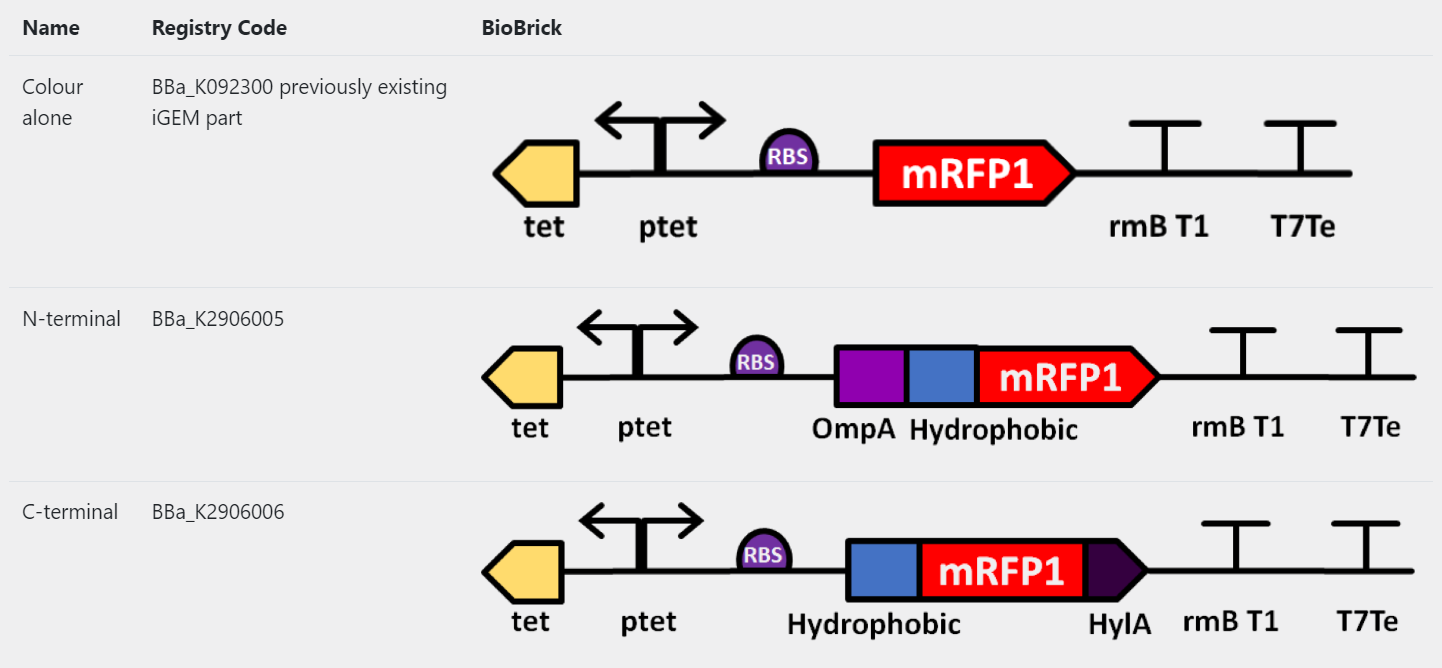 Name Registry Code BioBrick
Colour alone
BBa_K092300 previously existing
iGEM part
RBS
mRFP1
tet ptet rmB T1 T7Te
N-terminal BBa_K2906005
RBS
mRFP1
tet ptet OmpA Hydrophobic rmB T1 T7Te
C-terminal BBa_K2906006
RBS
mRFP1
tet ptet Hydrophobic HylA rmB T1 T7Te